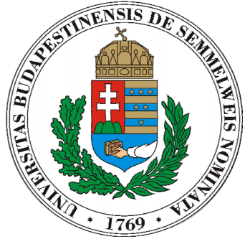 UNIVERSITAS BUDAPESTINENSIS DE SEMMELWEIS NOMINATA
· 1769 ·